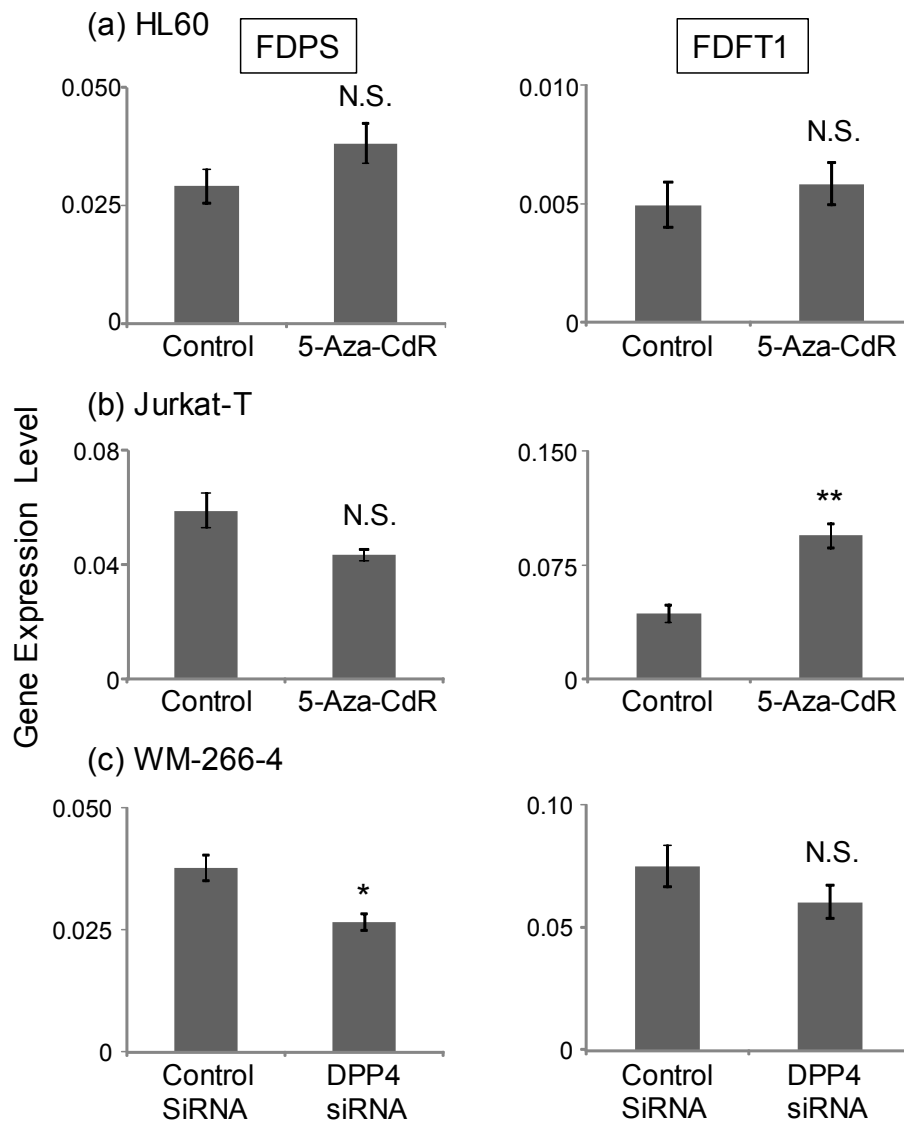 (a) HL60
FDPS
FDFT1
0.050
0.025
0
N.S.
Control
5-Aza-CdR
0.010
0.005
0
N.S.
Control
5-Aza-CdR
Gene Expression Level
(b) Jurkat-T
0.08
0.04
0
N.S.
Control
5-Aza-CdR
0.150
0.075
0
**
Control
5-Aza-CdR
(c) WM-266-4
0.050
0.025
0
*
Control
SiRNA
DPP4
siRNA
0.10
0.05
0
N.S.
Control
SiRNA
DPP4
siRNA